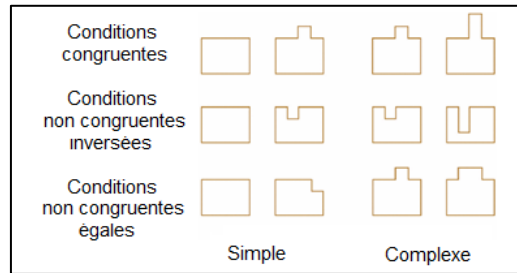 Conditions
congruentes
Conditions
non congruentes
inversées
Conditions
non congruentes
égales
Simple
Complexe